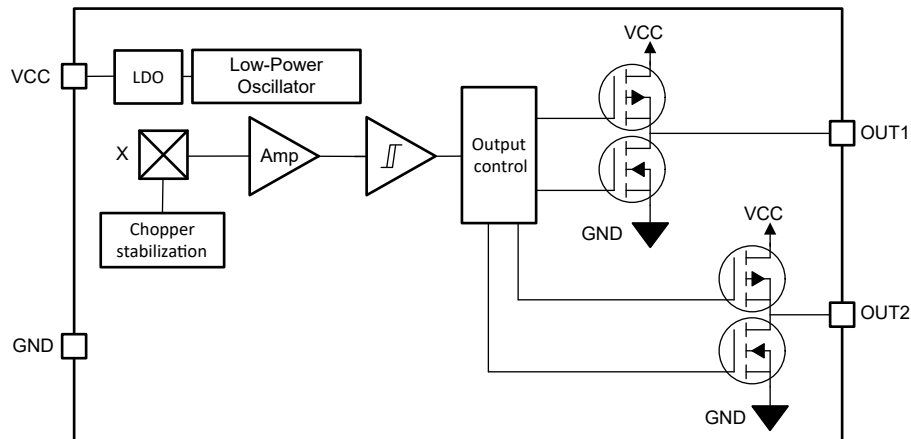 VCC
LDO
Low-Power
Oscillator
X
Amp
Chopper
stabilization
Output
control
VCC
OUT1
GND
VCC
OUT2
GND
GND